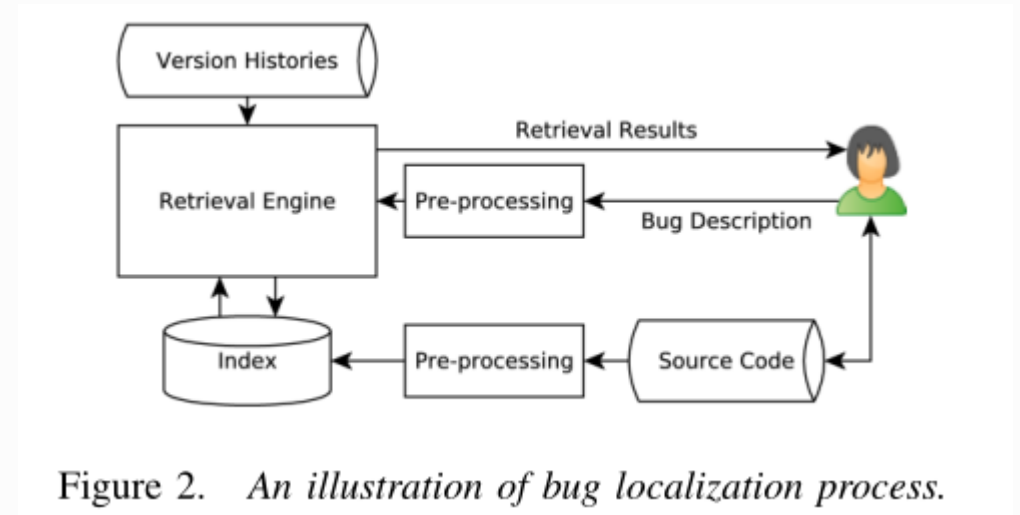 Version Histories
Retrieval Results
Retrieval Engine
Pre-processing
Bug Description
Index
Pre-processing
Source Code
Figure 2. An illustration of bug localization process.